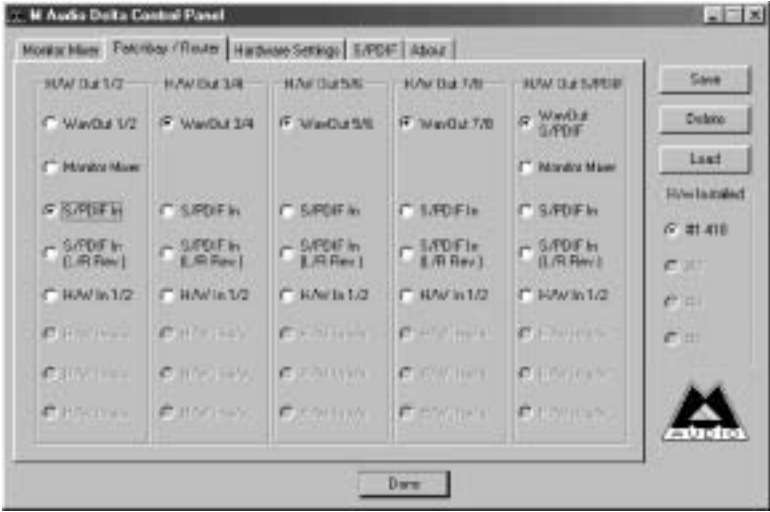 M Audio Delta Control Panel
Monitor Mixer Patchbay / Router Hardware Settings S/PDIF About
H/W Out 1/2 H/W Out 3/4 H/W Out 5/6 H/W Out 7/8 H/W Out S/PDIF
WavOut 1/2 WavOut 3/4 WavOut 5/6 WavOut 7/8 WavOut S/PDIF
Monitor Mixer Monitor Mixer
S/PDIF In S/PDIF In S/PDIF In S/PDIF In S/PDIF In
S/PDIF In (L/R Rev.) S/PDIF In (L/R Rev.) S/PDIF In (L/R Rev.) S/PDIF In (L/R Rev.) S/PDIF In (L/R Rev.)
H/W In 1/2 H/W In 1/2 H/W In 1/2 H/W In 1/2 H/W In 1/2
Save
Delete
Load
H/w Installed
#1 410
Audio
Done